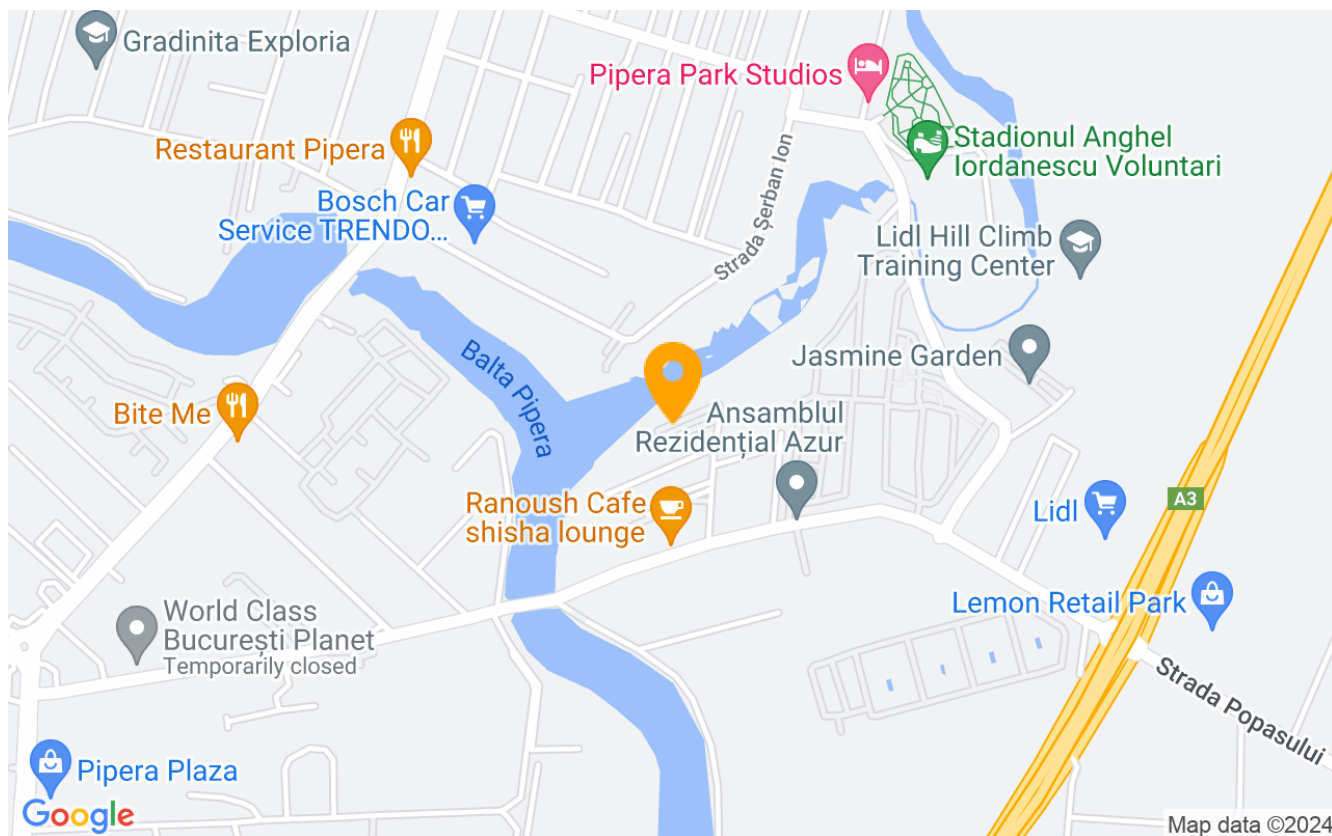 Gradinita Exploria
Pipera Park Studios
Restaurant Pipera
Stadionul Anghel
Iordanescu Voluntari
Bosch Car
Service TRENDO...
Strada Șerban Ion
Lidl Hill Climb
Training Center
Balta Pipera
Jasmine Garden
Bite Me
Ansamblul
Rezidențial Azur
A3
Ranoush Cafe
shisha lounge
Lidl
World Class
București Planet
Temporarily closed
Lemon Retail Park
Strada Popasului
Pipera Plaza
Google
Map data ©2024